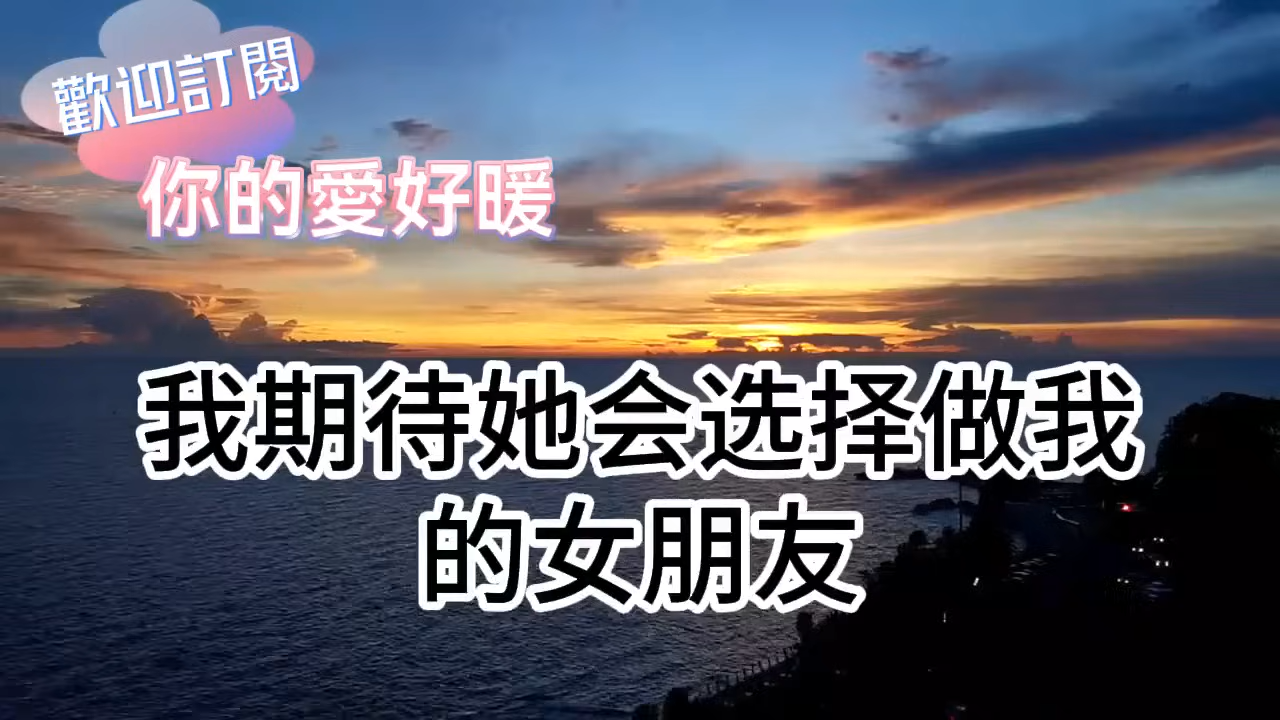 歡迎訂閱
你的愛好暖
我期待她会选择做我
的女朋友